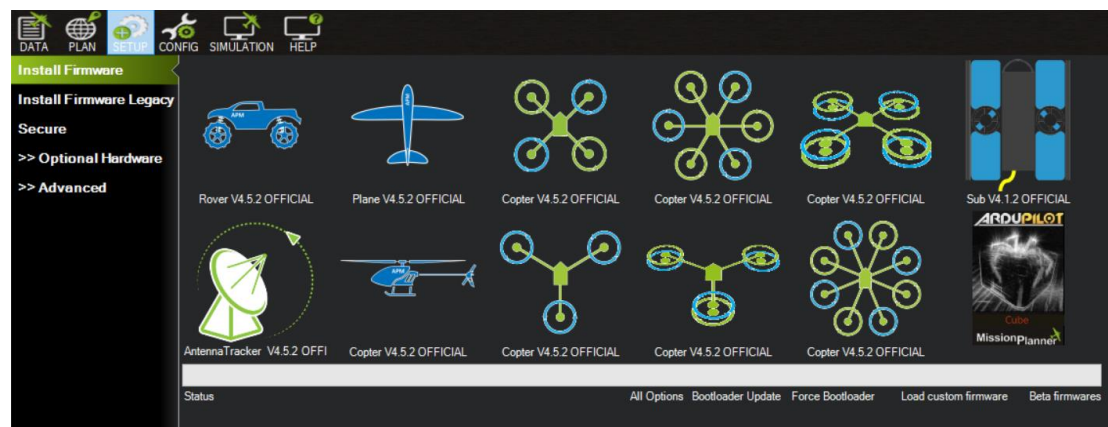 DATA PLAN SETUP CONFIG SIMULATION HELP
Install Firmware
Install Firmware Legacy
Secure
>> Optional Hardware
>> Advanced
APM
APM
Rover V4.5.2 OFFICIAL Plane V4.5.2 OFFICIAL Copter V4.5.2 OFFICIAL Copter V4.5.2 OFFICIAL Copter V4.5.2 OFFICIAL Sub V4.1.2 OFFICIAL
ARDUPILOT
APM
Cube
MissionPlanner
AntennaTracker V4.5.2 OFFI Copter V4.5.2 OFFICIAL Copter V4.5.2 OFFICIAL Copter V4.5.2 OFFICIAL Copter V4.5.2 OFFICIAL
Status All Options Bootloader Update Force Bootloader Load custom firmware Beta firmwares